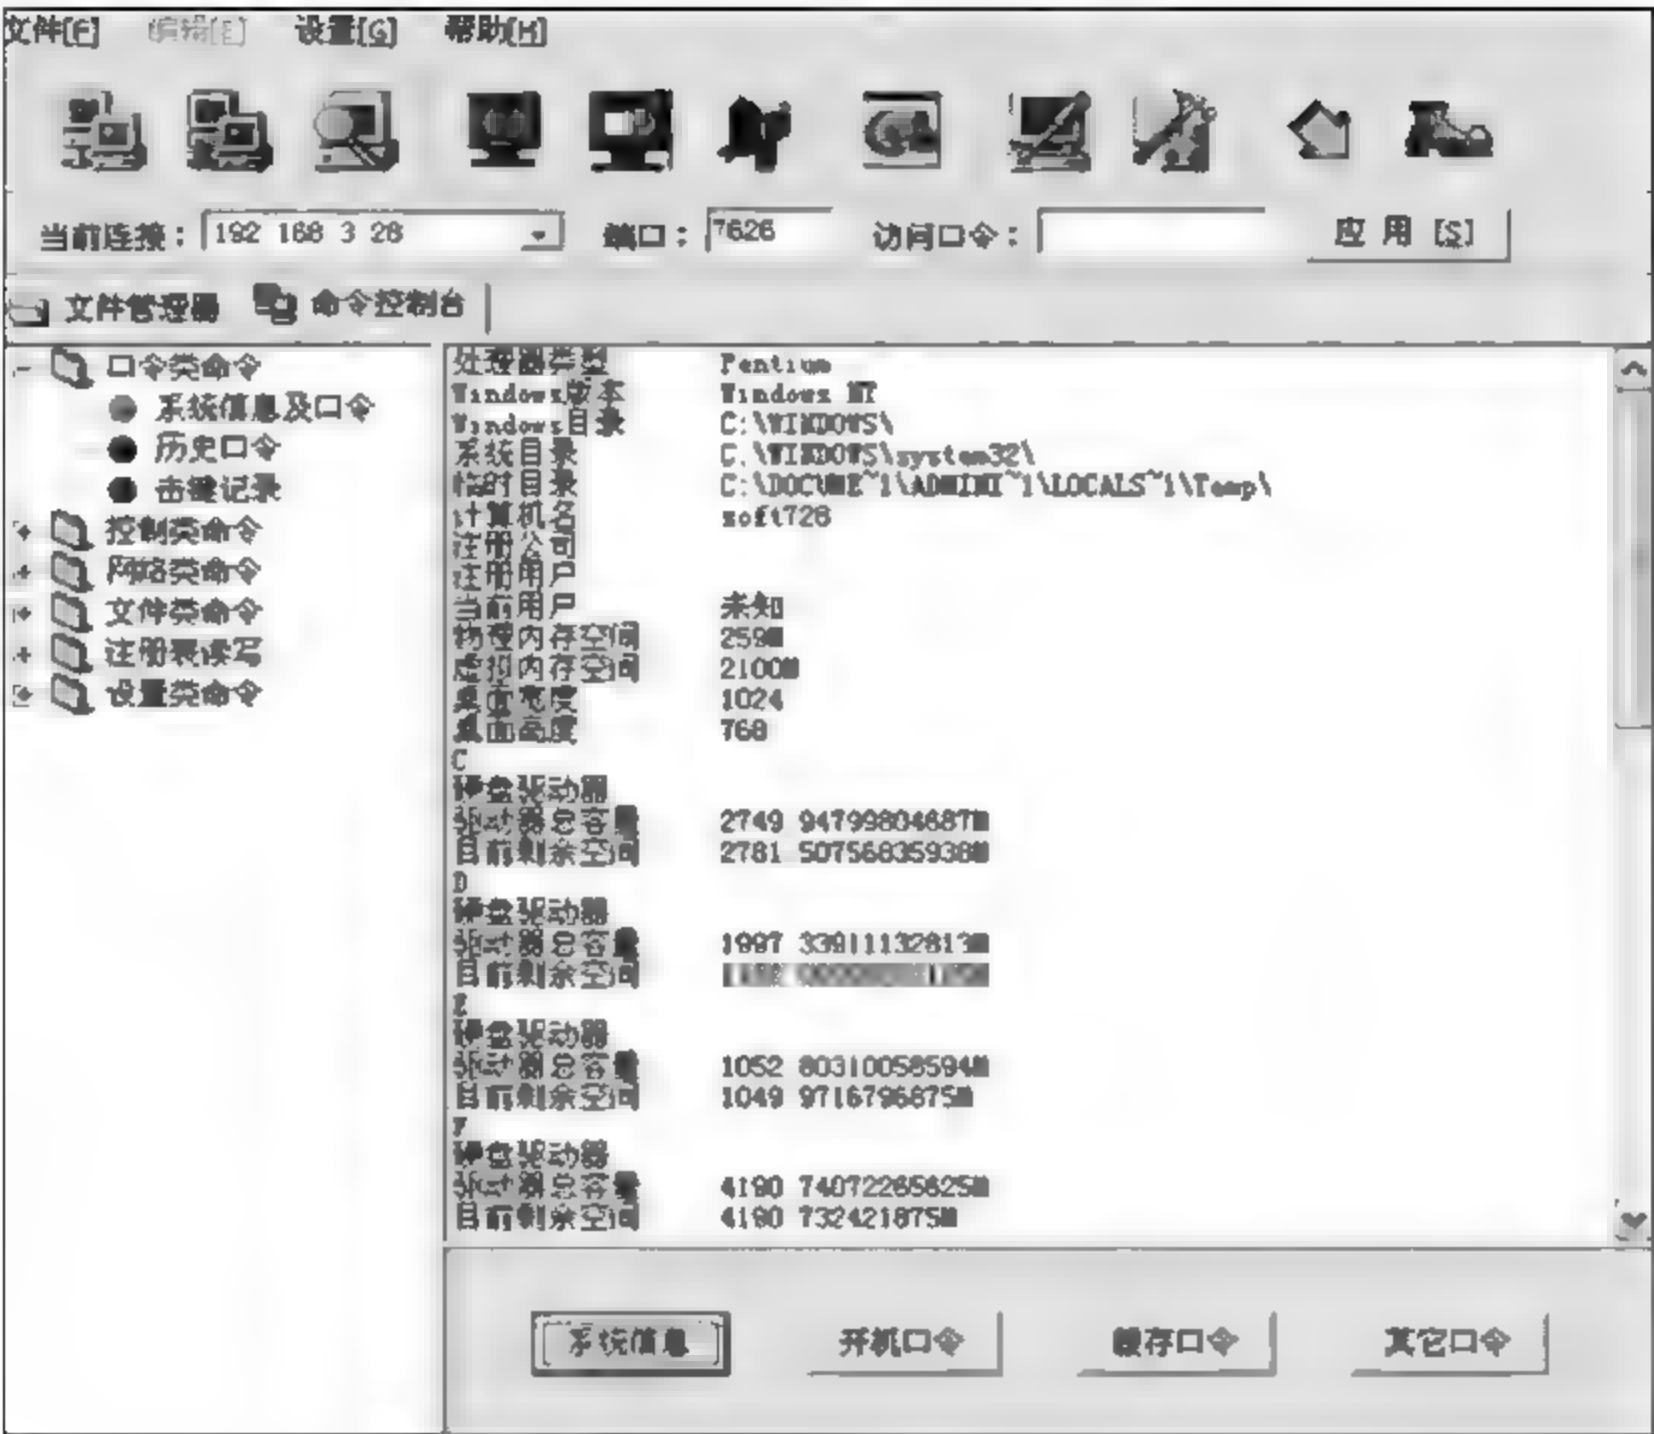 文件[F] 编辑[E] 设置[G] 帮助[H]
当前连接： 192 168 3 28 端口： 7626 访问口令： 应 用 [S]
文件管理器 命令控制台
口令类命令
系统信息及口令
历史口令
击键记录
控制类命令
网络类命令
文件类命令
注册表读写
设置类命令
处理器类型 Pentium
Windows版本 Windows NT
Windows目录 C:\WINDOWS\
系统目录 C:\WINDOWS\system32\
临时目录 C:\DOCUME~1\ADMINI~1\LOCALS~1\Temp\
计算机名 soft728
注册公司
注册用户
当前用户 未知
物理内存空间 259M
虚拟内存空间 2100M
桌面宽度 1024
桌面高度 768
C
硬盘驱动器
驱动器总容量 2749 94799804687M
目前剩余空间 2781 50756835938M
D
硬盘驱动器
驱动器总容量 1997 33911132813M
目前剩余空间
E
硬盘驱动器
驱动器总容量 1052 80310058594M
目前剩余空间 1049 9716796875M
F
硬盘驱动器
驱动器总容量 4190 74072265625M
目前剩余空间 4190 732421875M
系统信息 开机口令 缓存口令 其它口令